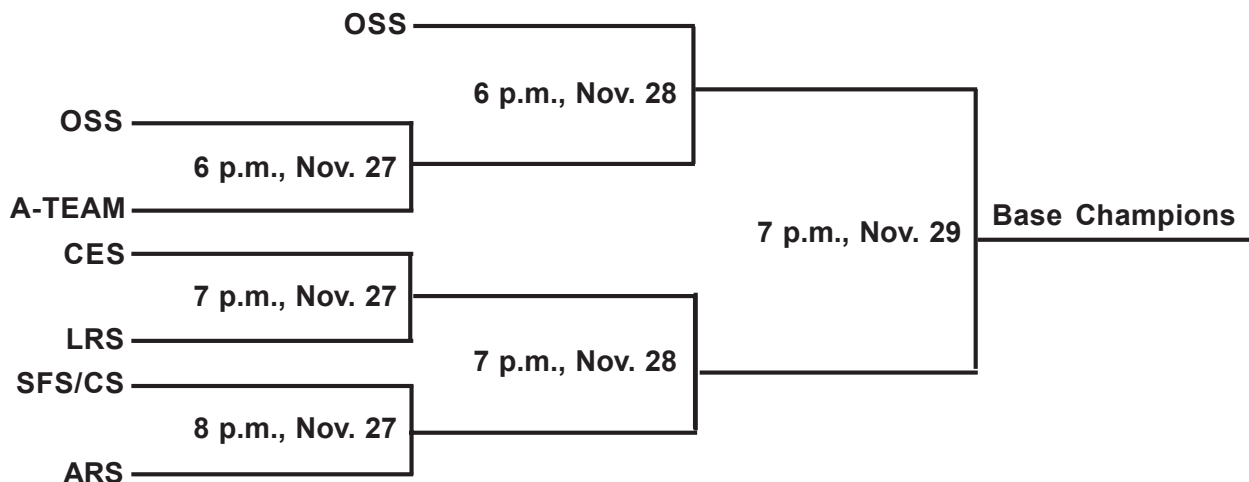 OSS
6 p.m., Nov. 28
OSS
6 p.m., Nov. 27
A-TEAM
Base Champions
7 p.m., Nov. 29
CES
7 p.m., Nov. 27
LRS
7 p.m., Nov. 28
SFS/CS
8 p.m., Nov. 27
ARS